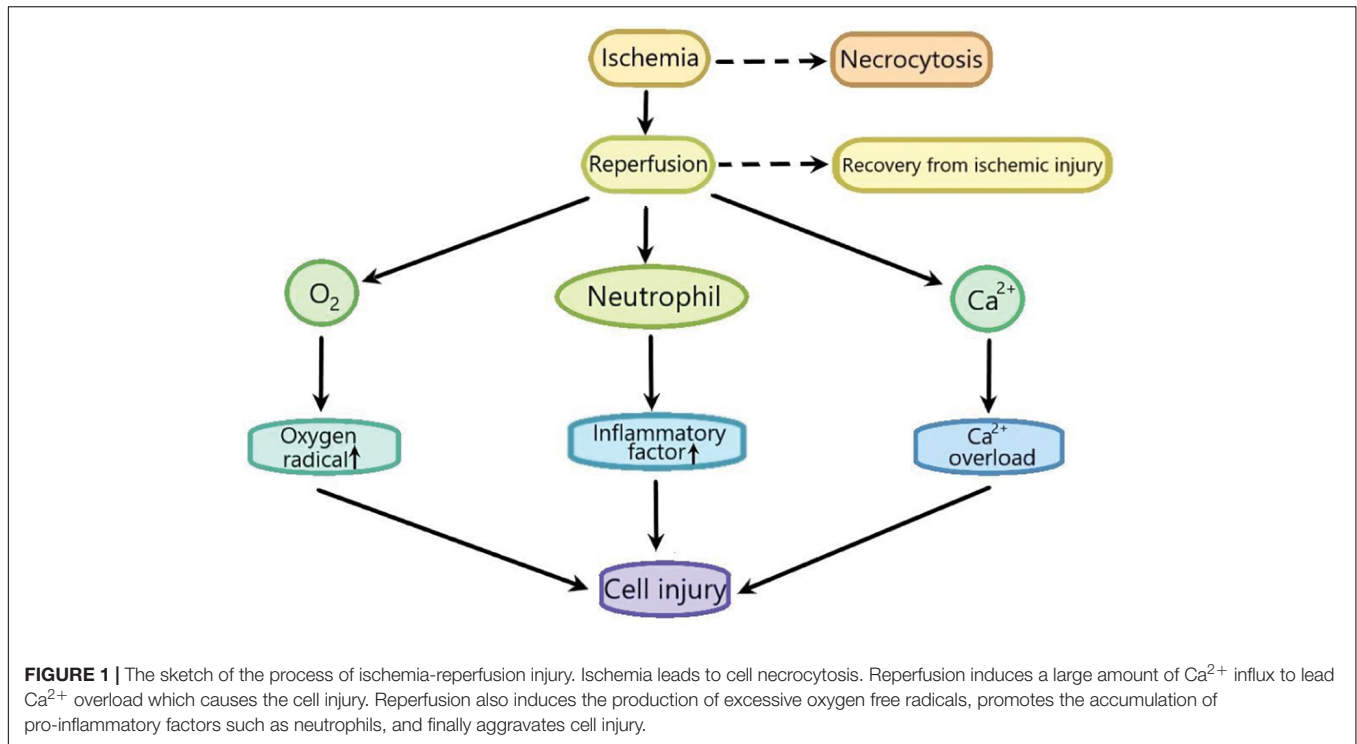 Ischemia
Necrocytosis
Reperfusion
Recovery from ischemic injury
O₂
Neutrophil
Ca²⁺
Oxygen
radical↑
Inflammatory
factor↑
Ca²⁺
overload
Cell injury
FIGURE 1 | The sketch of the process of ischemia-reperfusion injury. Ischemia leads to cell necrocytosis. Reperfusion induces a large amount of Ca²⁺ influx to lead
Ca²⁺ overload which causes the cell injury. Reperfusion also induces the production of excessive oxygen free radicals, promotes the accumulation of
pro-inflammatory factors such as neutrophils, and finally aggravates cell injury.